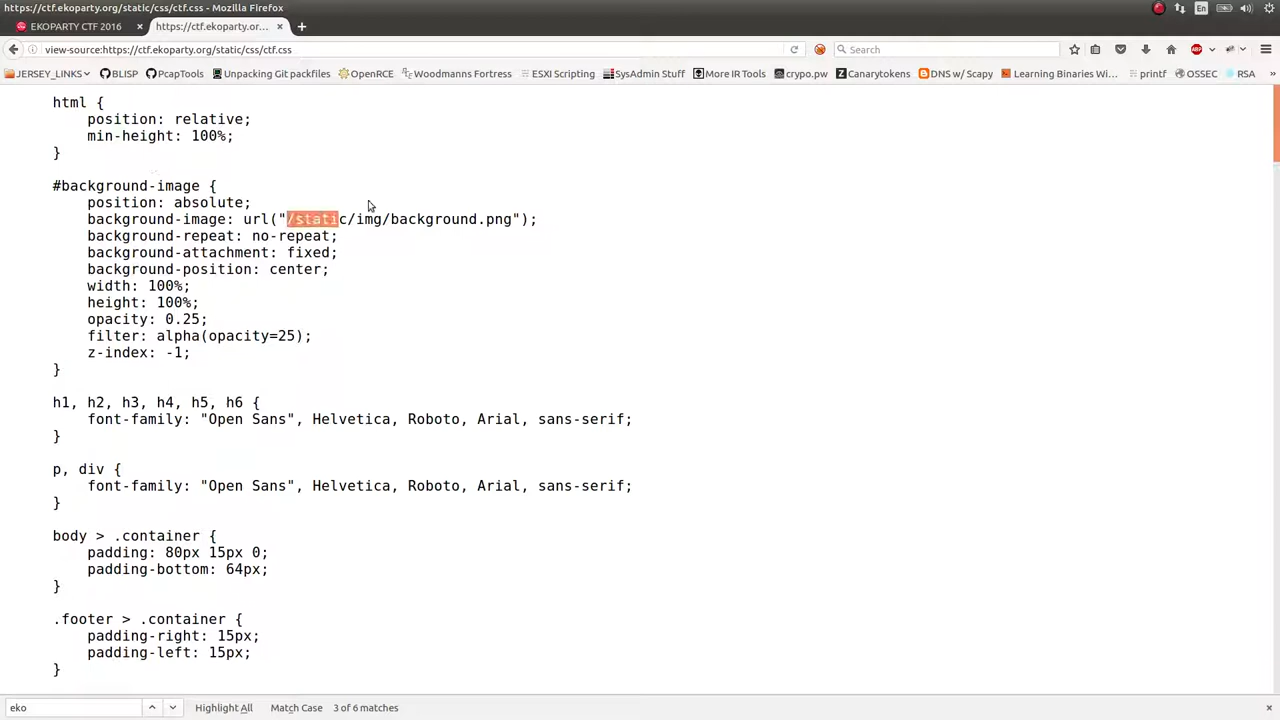 https://ctf.ekoparty.org/static/css/ctf.css - Mozilla Firefox
En
EKOPARTY CTF 2016 × https://ctf.ekoparty.or... × +
view-source:https://ctf.ekoparty.org/static/css/ctf.css
Search
JERSEY_LINKS BLISP PcapTools Unpacking Git packfiles OpenRCE Woodmanns Fortress ESXI Scripting SysAdmin Stuff More IR Tools crypo.pw Canarytokens DNS w/ Scapy Learning Binaries Wi... printf OSSEC RSA »
html {
position: relative;
min-height: 100%;
}
#background-image {
position: absolute;
background-image: url("/static/img/background.png");
background-repeat: no-repeat;
background-attachment: fixed;
background-position: center;
width: 100%;
height: 100%;
opacity: 0.25;
filter: alpha(opacity=25);
z-index: -1;
}
h1, h2, h3, h4, h5, h6 {
font-family: "Open Sans", Helvetica, Roboto, Arial, sans-serif;
}
p, div {
font-family: "Open Sans", Helvetica, Roboto, Arial, sans-serif;
}
body > .container {
padding: 80px 15px 0;
padding-bottom: 64px;
}
.footer > .container {
padding-right: 15px;
padding-left: 15px;
}
eko Highlight All Match Case 3 of 6 matches ×